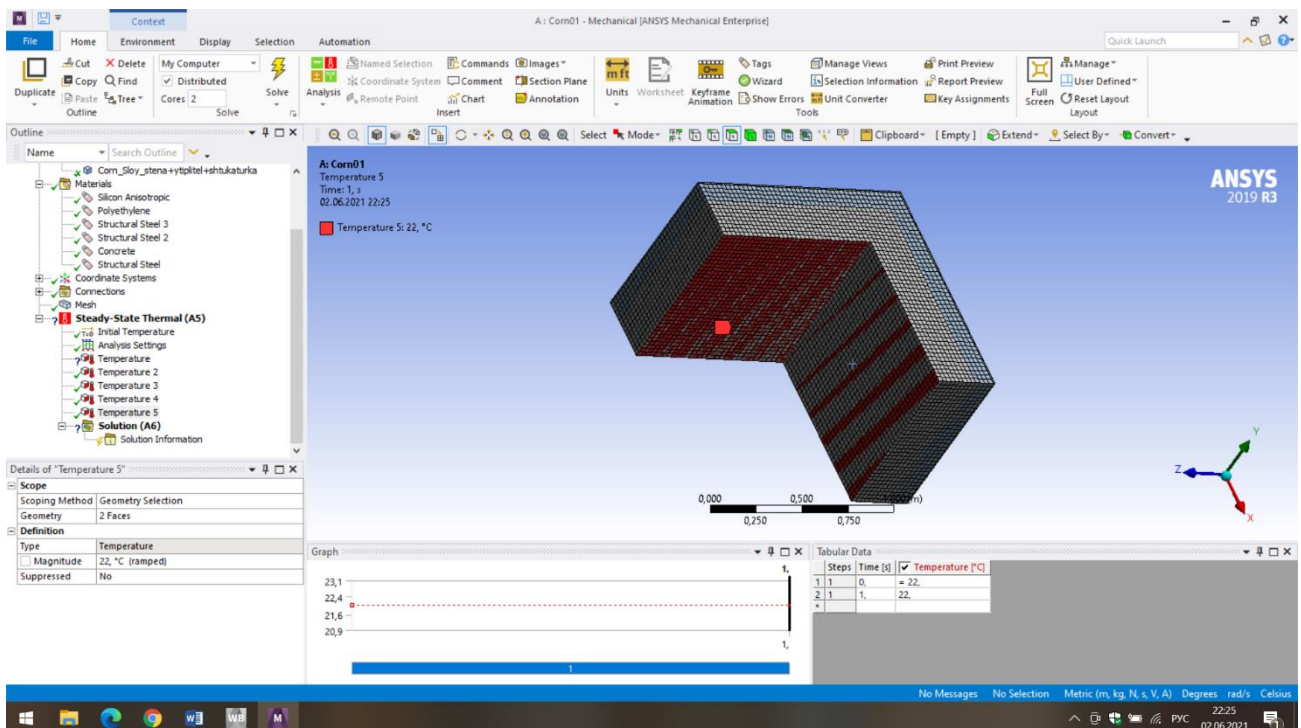 Context
A : Corn01 - Mechanical [ANSYS Mechanical Enterprise]
File Home Environment Display Selection Automation
Quick Launch
Duplicate
Cut
Copy
Paste
Delete
Find
Tree
Outline
My Computer
Distributed
Cores 2
Solve
Solve
Analysis
Named Selection
Coordinate System
Remote Point
Commands
Comment
Chart
Images
Section Plane
Annotation
Insert
Units
Worksheet
Keyframe
Animation
Tags
Wizard
Show Errors
Manage Views
Selection Information
Unit Converter
Print Preview
Report Preview
Key Assignments
Tools
Full
Screen
Manage
User Defined
Reset Layout
Layout
Outline
Select Mode Clipboard [ Empty ] Extend Select By Convert
Name Search Outline
Corn_Sloy_stena+ytiplitel+shtukaturka
Materials
Silicon Anisotropic
Polyethylene
Structural Steel 3
Structural Steel 2
Concrete
Structural Steel
Coordinate Systems
Connections
Mesh
Steady-State Thermal (A5)
Initial Temperature
Analysis Settings
Temperature
Temperature 2
Temperature 3
Temperature 4
Temperature 5
Solution (A6)
Solution Information
A: Corn01
Temperature 5
Time: 1, s
02.06.2021 22:25
Temperature 5: 22, °C
ANSYS
2019 R3
0,000 0,500
0,250 0,750
Y
Z
X
Details of "Temperature 5"
Scope
Scoping Method Geometry Selection
Geometry 2 Faces
Definition
Type Temperature
Magnitude 22, °C (ramped)
Suppressed No
Graph
1,
23,1
22,4
21,6
20,9
1,
1
Tabular Data
Steps Time [s] Temperature [°C]
1 1 0, = 22,
2 1 1, 22,
*
No Messages No Selection Metric (m, kg, N, s, V, A) Degrees rad/s Celsius
РУС
22:25
02.06.2021